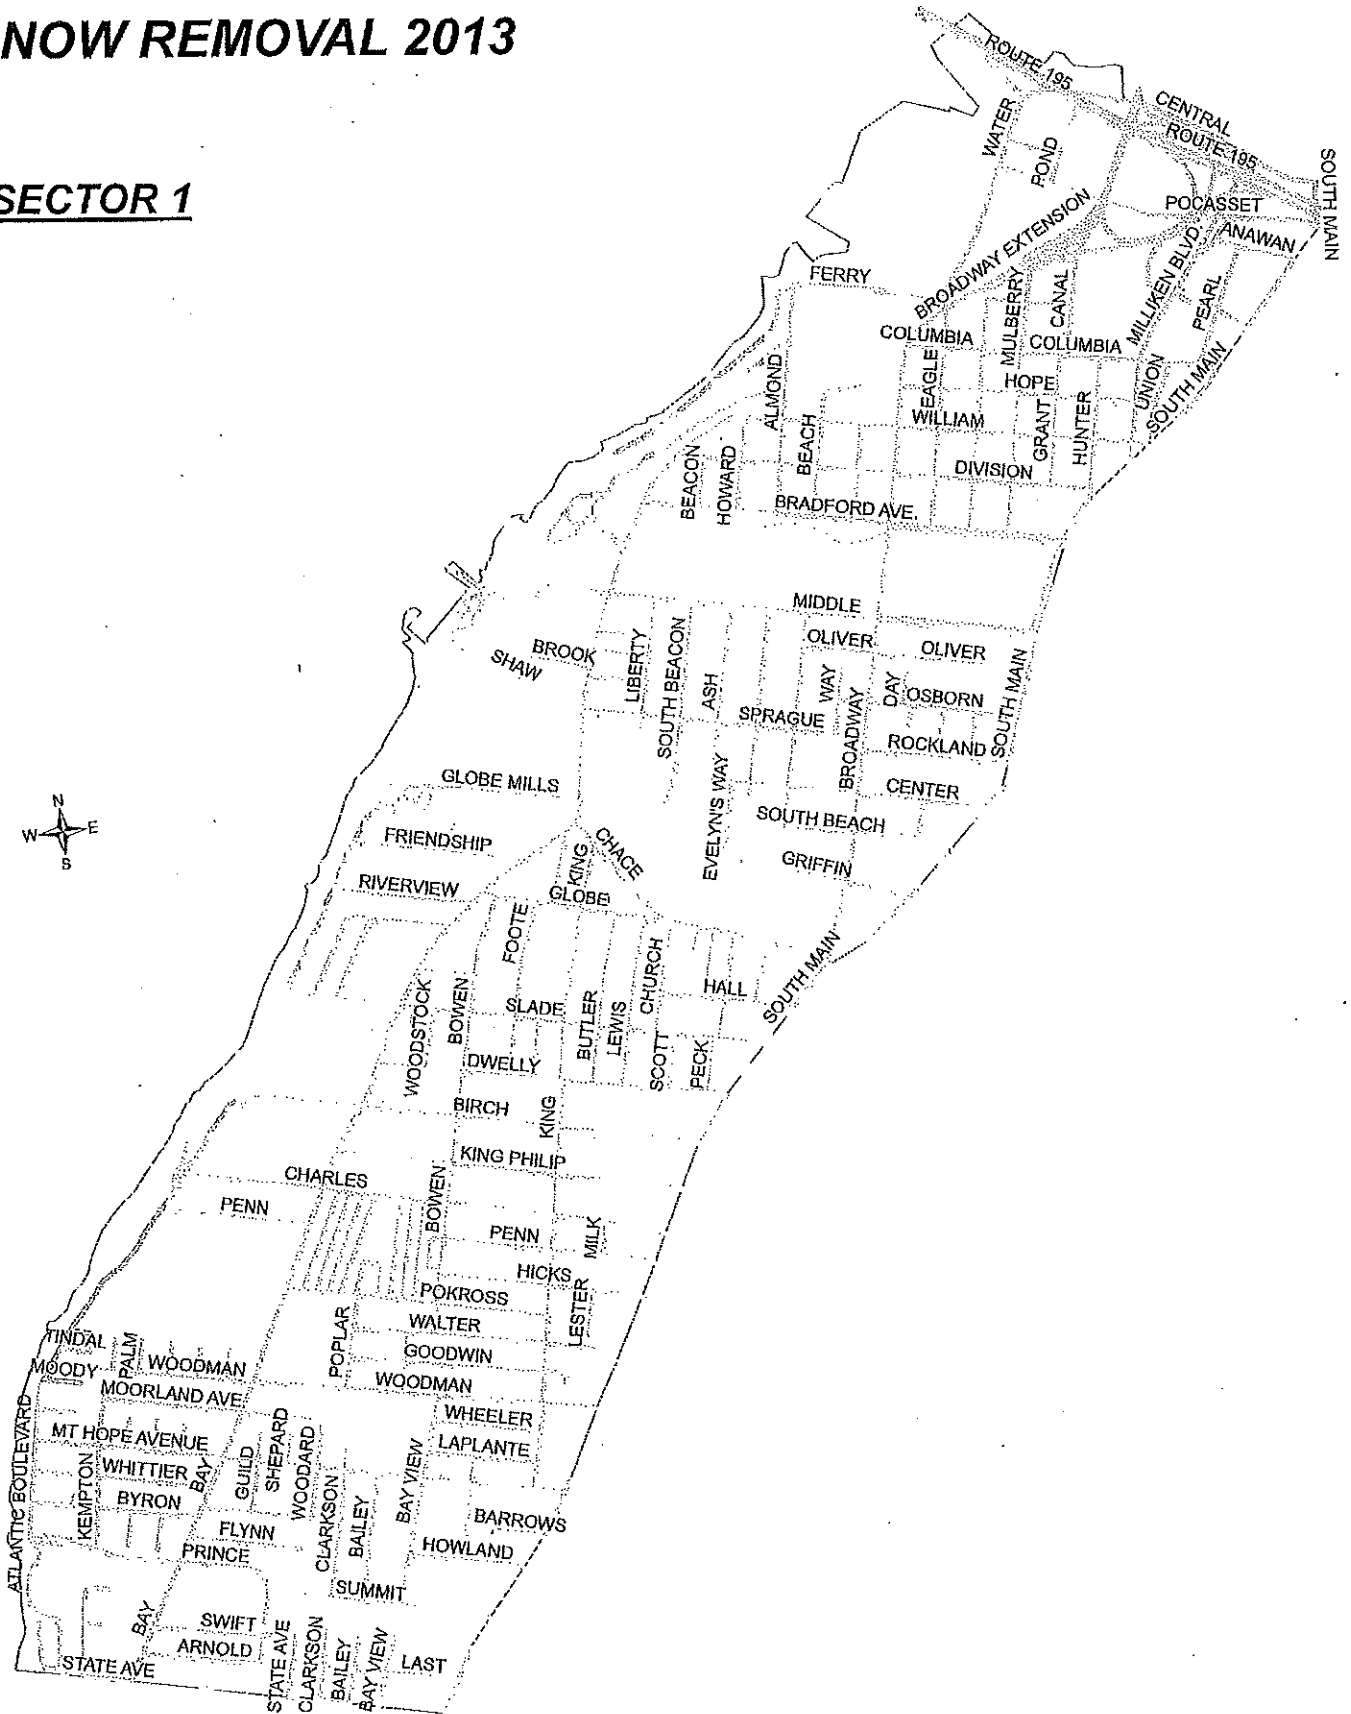 NOW REMOVAL 2013
SECTOR 1
ROUTE 195
CENTRAL
ROUTE 195
SOUTH MAIN
WATER
POND
POCASSET
ANAWAN
BROADWAY EXTENSION
MILLIKEN BLVD.
FERRY
MULBERRY
CANAL
PEARL
COLUMBIA
COLUMBIA
EAGLE
HOPE
UNION
SOUTH MAIN
ALMOND
WILLIAM
GRANT
HUNTER
BEACH
BEACON
HOWARD
DIVISION
BRADFORD AVE.
MIDDLE
OLIVER
OLIVER
BROOK
SHAW
LIBERTY
SOUTH BEACON
ASH
WAY
DAY
OSBORN
SOUTH MAIN
SPRAGUE
BROADWAY
ROCKLAND
CENTER
GLOBE MILLS
EVELYN'S WAY
SOUTH BEACH
N
W
E
S
FRIENDSHIP
KING
CHACE
GRIFFIN
RIVERVIEW
GLOBE
FOOTE
CHURCH
SOUTH MAIN
HALL
WOODSTOCK
BOWEN
SLADE
BUTLER
LEWIS
SCOTT
PECK
DWELLY
BIRCH
KING
KING PHILIP
CHARLES
BOWEN
PENN
PENN
MILK
HICKS
POKROSS
LESTER
WALTER
POPLAR
GOODWIN
TINDAL
PALM
MOODY
WOODMAN
WOODMAN
MOORLAND AVE
WHEELER
MT HOPE AVENUE
SHEPARD
LAPLANTE
ATLANTIC BOULEVARD
WHITTIER
BAY
GUILD
WOODARD
BAY VIEW
KEMPTON
BYRON
CLARKSON
BAILEY
BARROWS
FLYNN
HOWLAND
PRINCE
SUMMIT
BAY
SWIFT
ARNOLD
STATE AVE
STATE AVE
CLARKSON
BAILEY
BAY VIEW
LAST